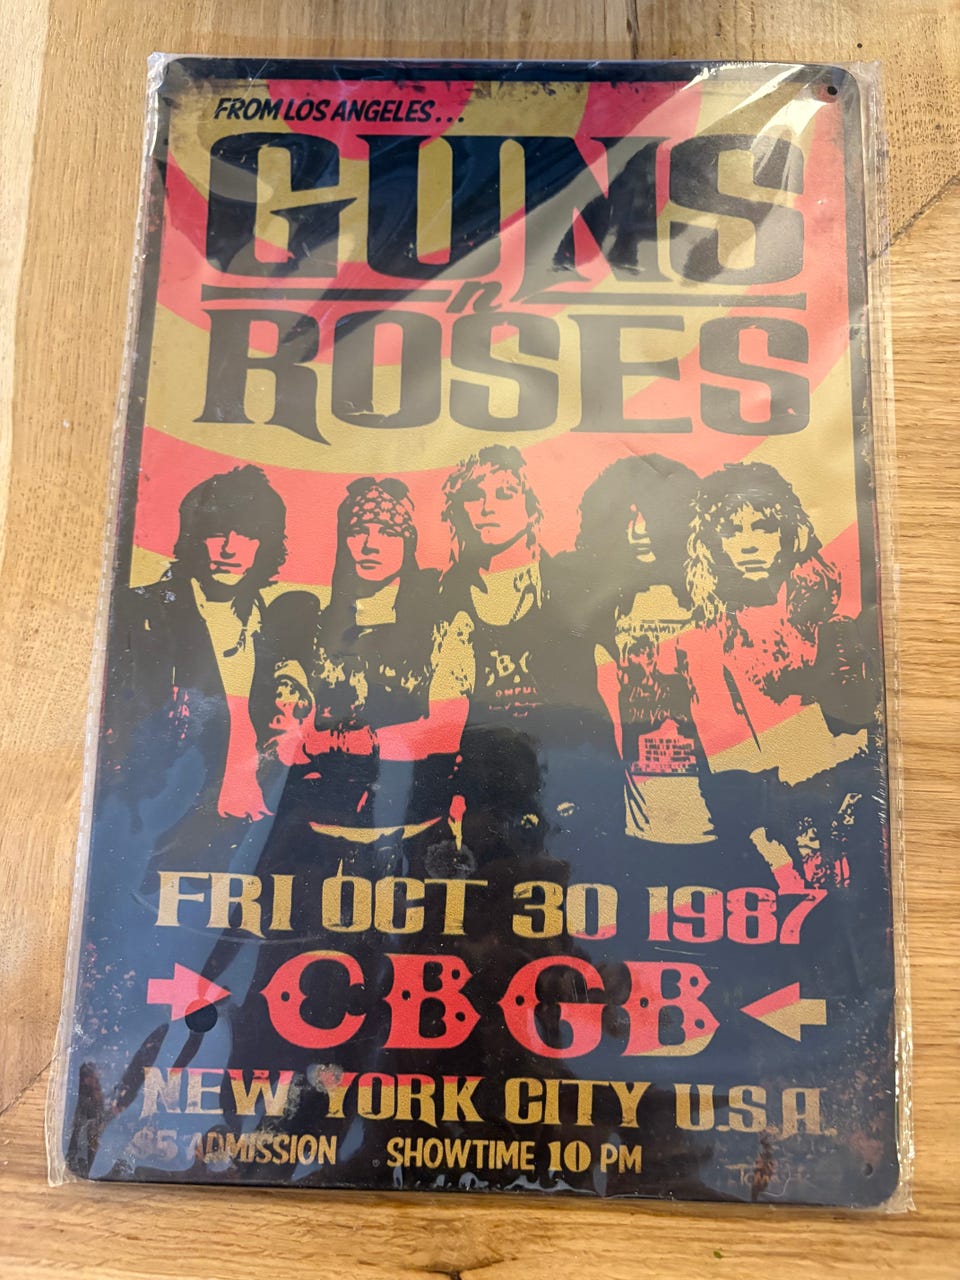 FROM LOS ANGELES...
GUNS
n
ROSES
FRI OCT 30 1987
CBGB
NEW YORK CITY U.S.A.
$5 ADMISSION SHOWTIME 10 PM